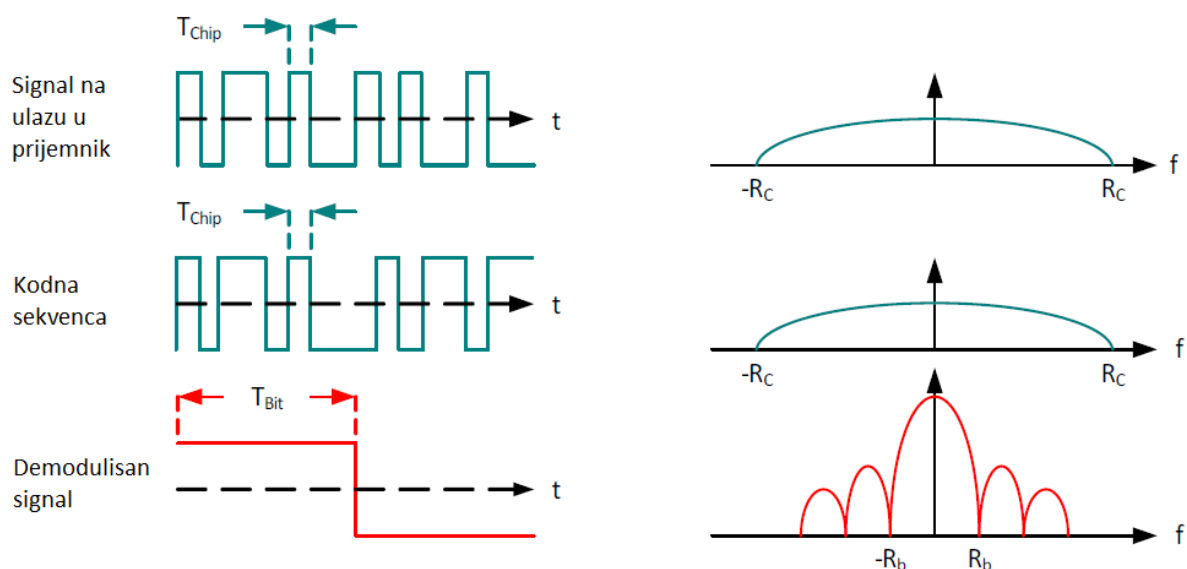 T_Chip
Signal na
ulazu u
prijemnik
t
f
-R_C
R_C
T_Chip
Kodna
sekvenca
t
f
-R_C
R_C
T_Bit
Demodulisan
signal
t
f
-R_b
R_b